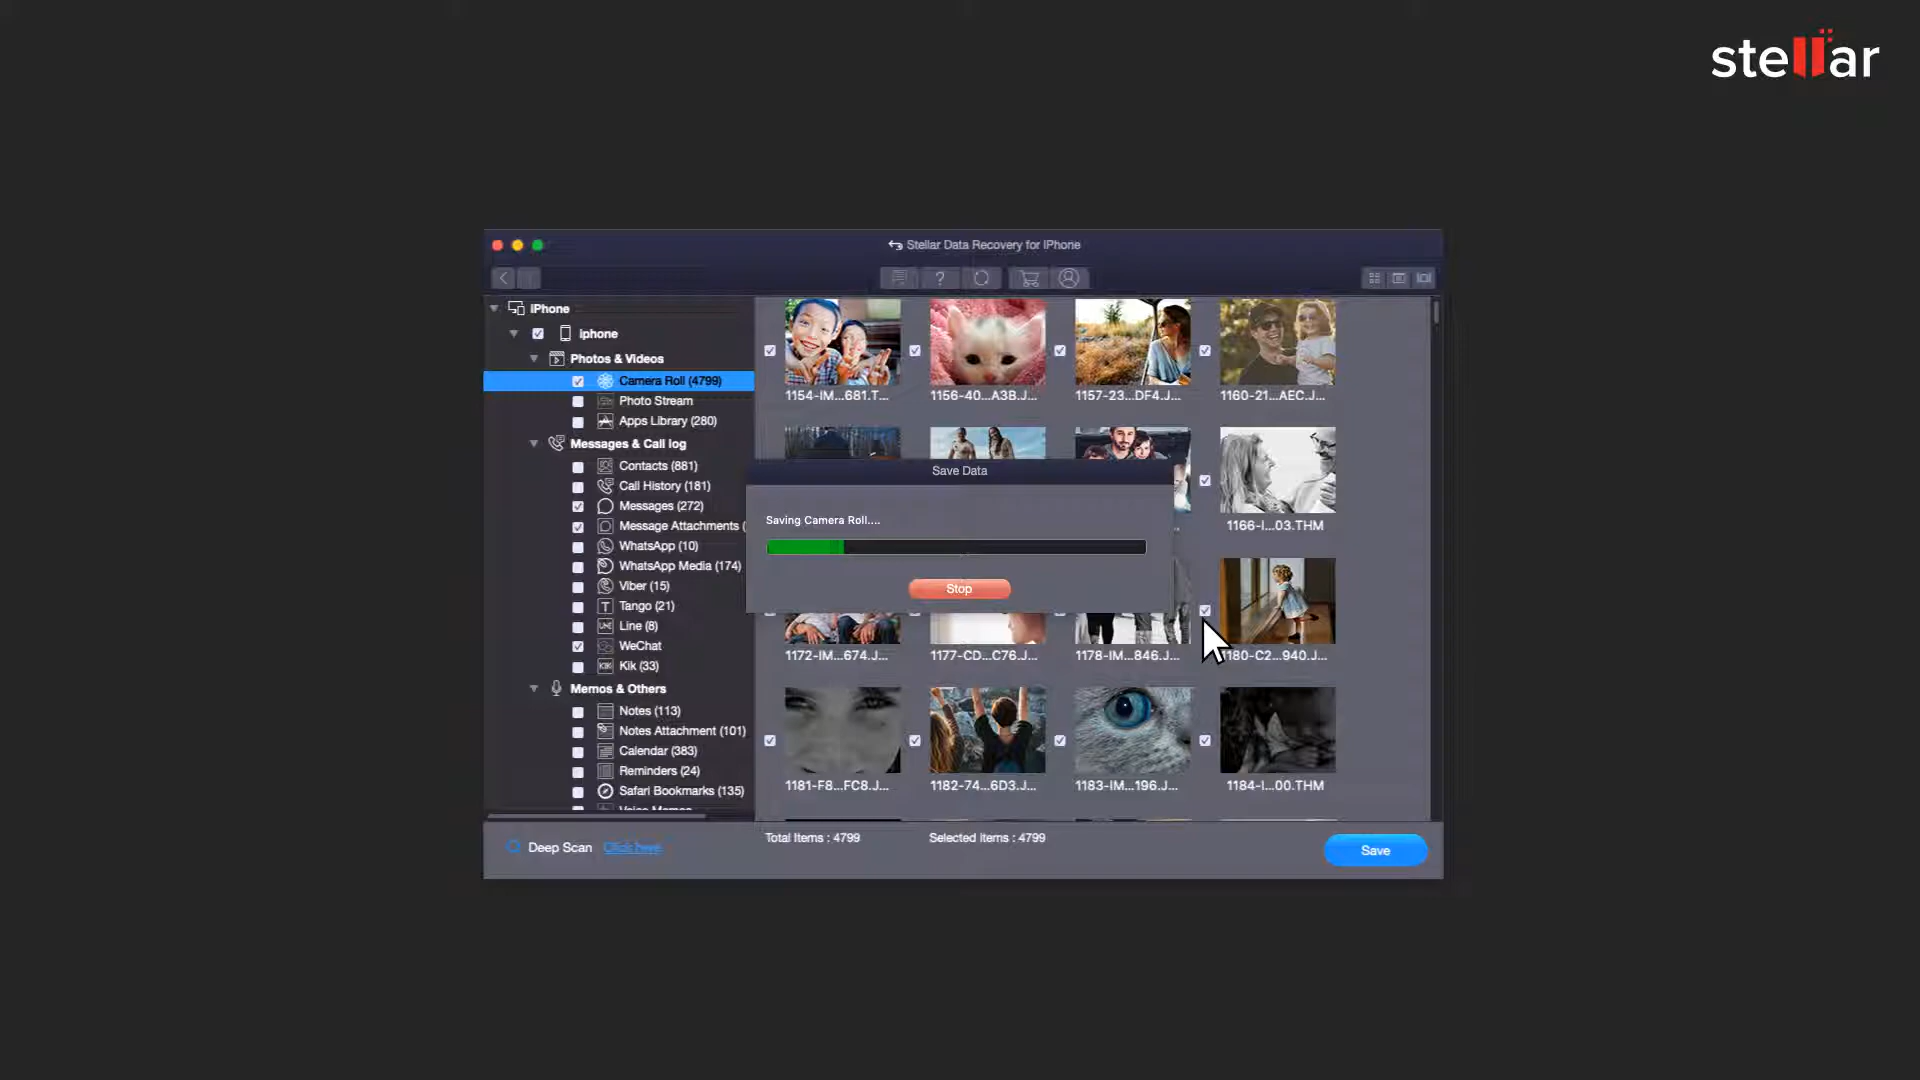 stellar
Stellar Data Recovery for iPhone
iPhone
iphone
Photos & Videos
Camera Roll (4799)
Photo Stream
Apps Library (280)
Messages & Call log
Contacts (881)
Call History (181)
Messages (272)
Message Attachments (
WhatsApp (10)
WhatsApp Media (174)
Viber (15)
Tango (21)
Line (8)
WeChat
Kik (33)
Memos & Others
Notes (113)
Notes Attachment (101)
Calendar (383)
Reminders (24)
Safari Bookmarks (135)
Voice Memos
Deep Scan Click here
1154-IM...681.T...
1156-40...A3B.J...
1157-23...DF4.J...
1160-21...AEC.J...
1166-I...03.THM
Save Data
Saving Camera Roll....
Stop
1172-IM...674.J...
1177-CD...C76.J...
1178-IM...846.J...
1180-C2...940.J...
1181-F8...FC8.J...
1182-74...6D3.J...
1183-IM...196.J...
1184-I...00.THM
Total Items : 4799
Selected Items : 4799
Save